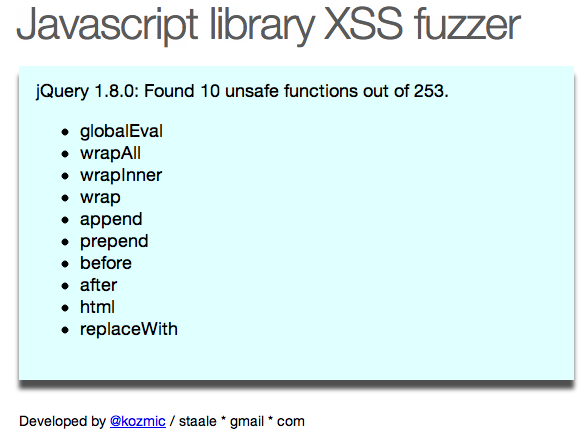 Javascript library XSS fuzzer
jQuery 1.8.0: Found 10 unsafe functions out of 253.
• globalEval
• wrapAll
• wrapInner
• wrap
• append
• prepend
• before
• after
• html
• replaceWith
Developed by @kozmic / staale * gmail * com